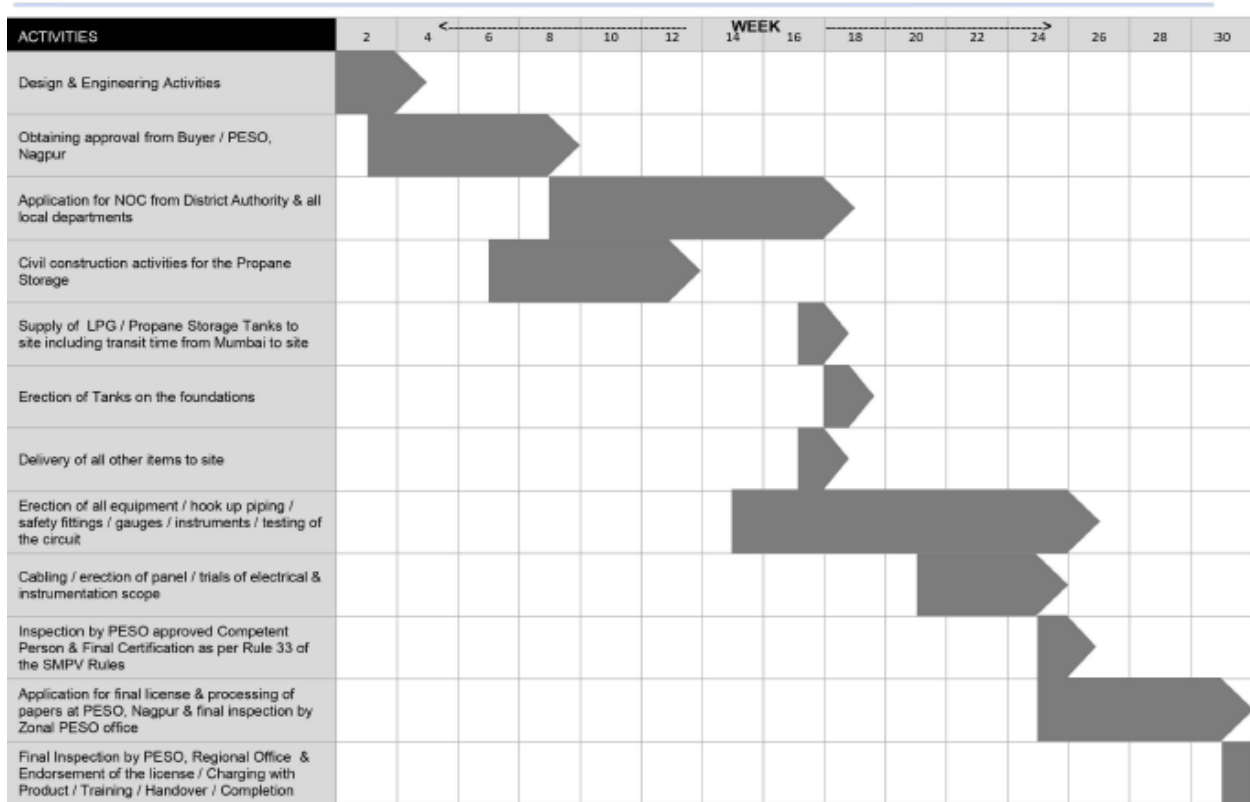 WEEK
ACTIVITIES 2 4 6 8 10 12 14 16 18 20 22 24 26 28 30
Design & Engineering Activities
Obtaining approval from Buyer / PESO,
Nagpur
Application for NOC from District Authority & all
local departments
Civil construction activities for the Propane
Storage
Supply of LPG / Propane Storage Tanks to
site including transit time from Mumbai to site
Erection of Tanks on the foundations
Delivery of all other items to site
Erection of all equipment / hook up piping /
safety fittings / gauges / instruments / testing of
the circuit
Cabling / erection of panel / trials of electrical &
instrumentation scope
Inspection by PESO approved Competent
Person & Final Certification as per Rule 33 of
the SMPV Rules
Application for final license & processing of
papers at PESO, Nagpur & final inspection by
Zonal PESO office
Final Inspection by PESO, Regional Office &
Endorsement of the license / Charging with
Product / Training / Handover / Completion